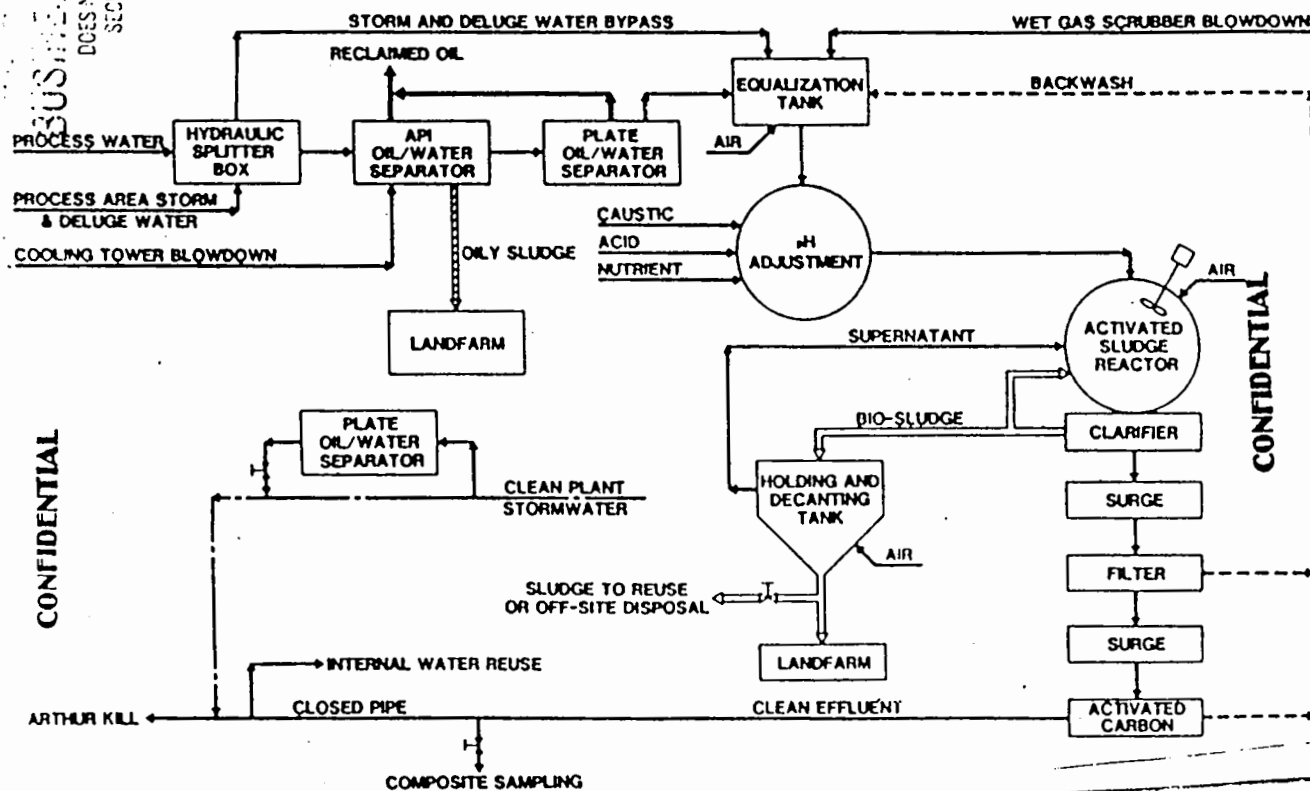 BUSI
DOES N
SEC
STORM AND DELUGE WATER BYPASS
WET GAS SCRUBBER BLOWDOWN
RECLAIMED OIL
EQUALIZATION
TANK
BACKWASH
PROCESS WATER
HYDRAULIC
SPLITTER
BOX
API
OIL/WATER
SEPARATOR
PLATE
OIL/WATER
SEPARATOR
AIR
PROCESS AREA STORM
& DELUGE WATER
COOLING TOWER BLOWDOWN
OILY SLUDGE
CAUSTIC
ACID
NUTRIENT
pH
ADJUSTMENT
AIR
LANDFARM
SUPERNATANT
ACTIVATED
SLUDGE
REACTOR
CONFIDENTIAL
PLATE
OIL/WATER
SEPARATOR
BIO-SLUDGE
CLARIFIER
CONFIDENTIAL
CLEAN PLANT
STORMWATER
HOLDING AND
DECANTING
TANK
SURGE
AIR
FILTER
SLUDGE TO REUSE
OR OFF-SITE DISPOSAL
SURGE
LANDFARM
INTERNAL WATER REUSE
ARTHUR KILL
CLOSED PIPE
CLEAN EFFLUENT
ACTIVATED
CARBON
COMPOSITE SAMPLING